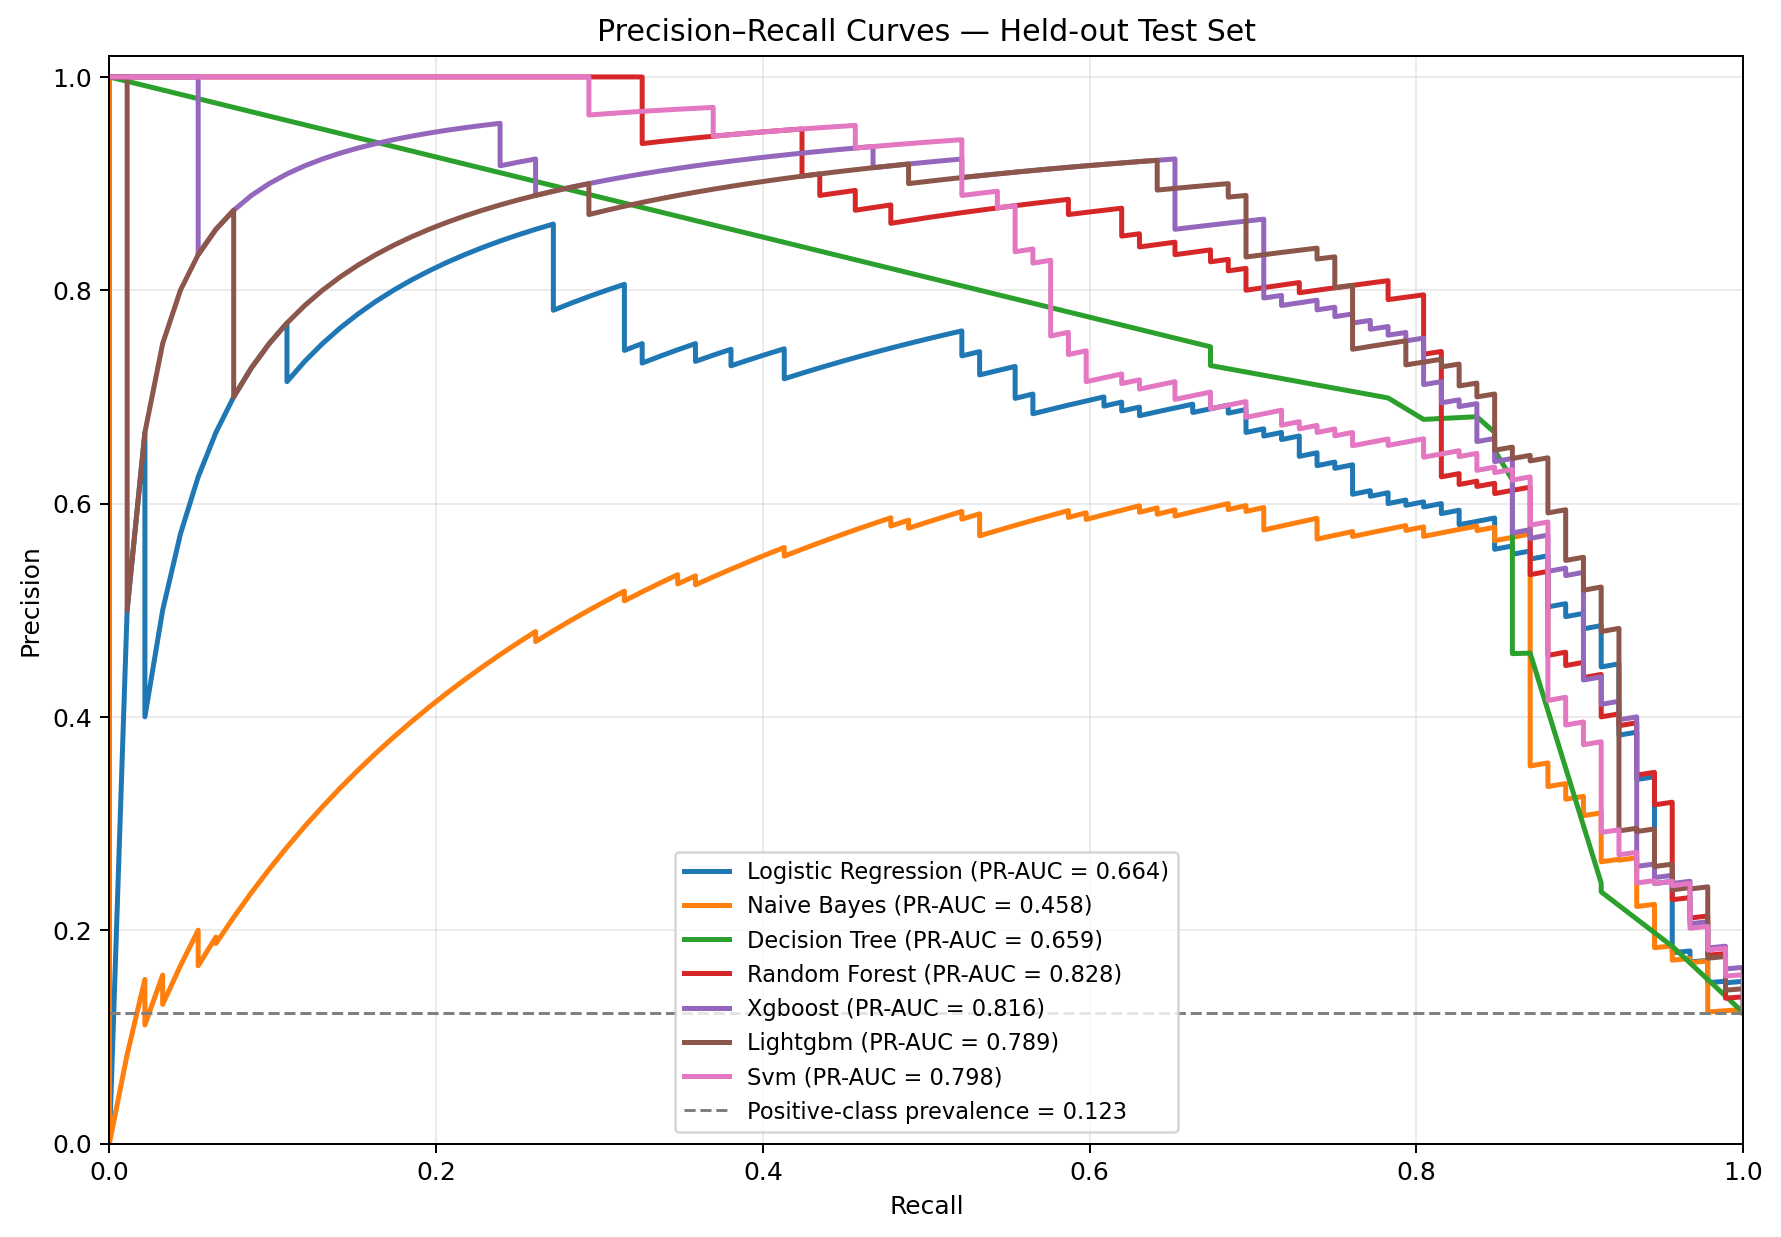 Precision–Recall Curves — Held-out Test Set
1.0
0.8
0.6
0.4
0.2
0.0
Precision
Logistic Regression (PR-AUC = 0.664)
Naive Bayes (PR-AUC = 0.458)
Decision Tree (PR-AUC = 0.659)
Random Forest (PR-AUC = 0.828)
Xgboost (PR-AUC = 0.816)
Lightgbm (PR-AUC = 0.789)
Svm (PR-AUC = 0.798)
Positive-class prevalence = 0.123
0.0 0.2 0.4 0.6 0.8 1.0
Recall